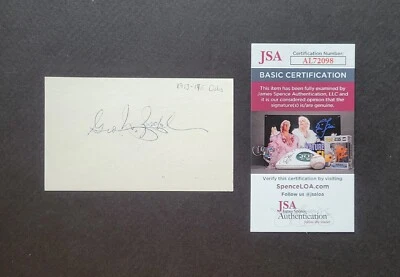 Cubs
JSA
Certification Number
AL72098
BASIC CERTIFICATION
This item has been fully examined by
James Spence Authentication, LLC and
it is our considered opinion that the
signature(s) is/are genuine.
Verify this certification by visiting
SpenceLOA.com
Follow us @jsaloa
JSA
James Spence
Authentication